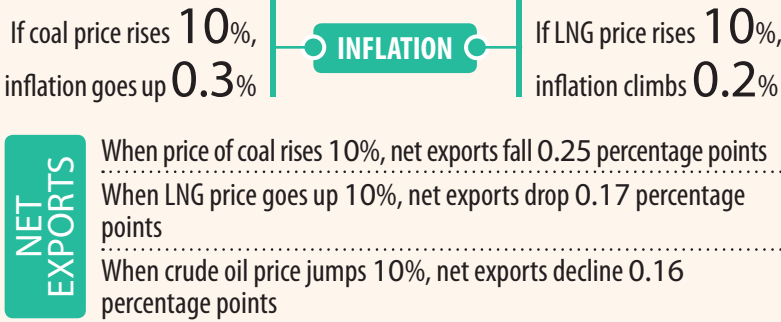 If coal price rises 10%,
inflation goes up 0.3%
INFLATION
If LNG price rises 10%,
inflation climbs 0.2%
NET
EXPORTS
When price of coal rises 10%, net exports fall 0.25 percentage points
When LNG price goes up 10%, net exports drop 0.17 percentage
points
When crude oil price jumps 10%, net exports decline 0.16
percentage points